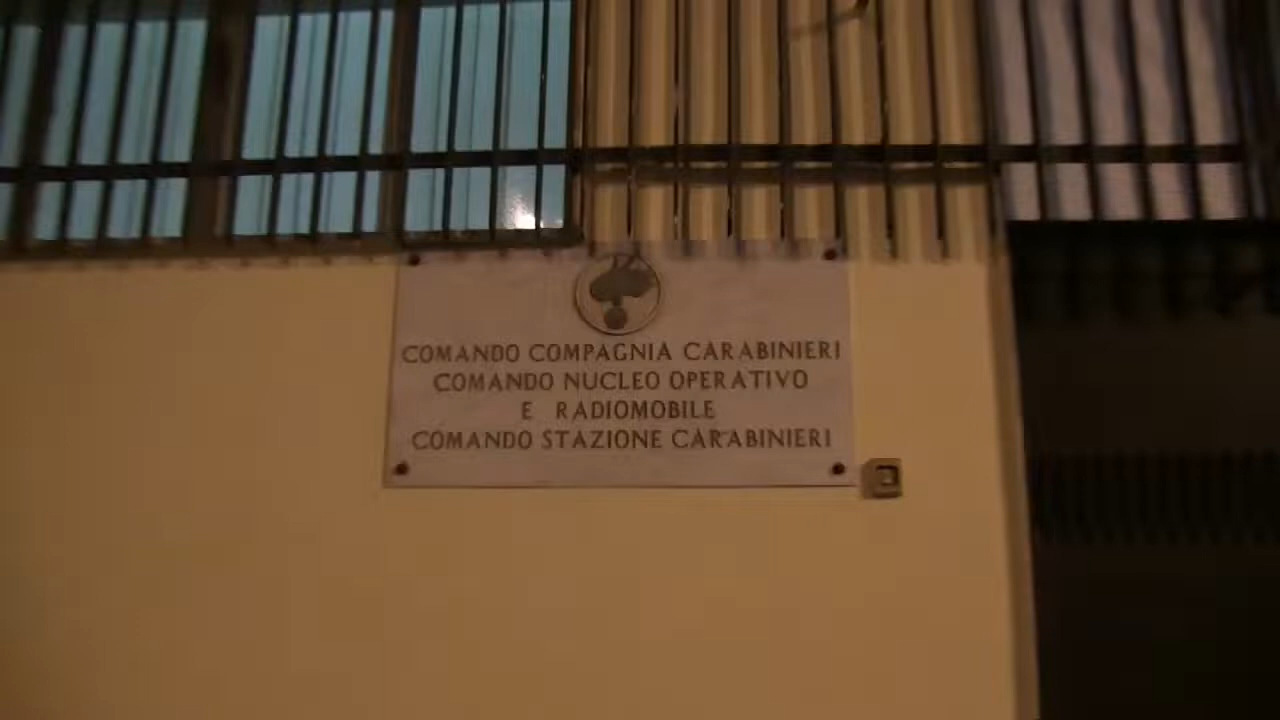 COMANDO COMPAGNIA CARABINIERI
COMANDO NUCLEO OPERATIVO
E RADIOMOBILE
COMANDO STAZIONE CARABINIERI